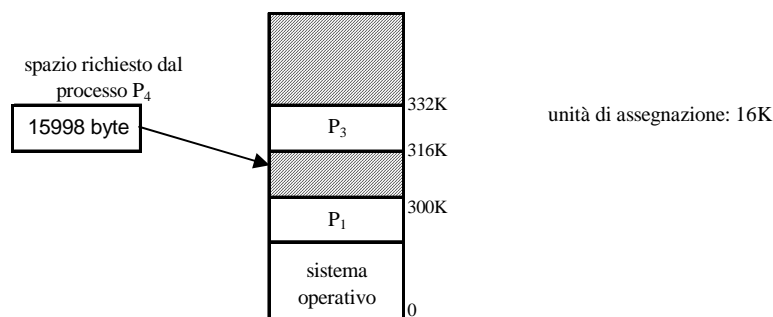 spazio richiesto dal
processo P₄
15998 byte
332K
P₃
316K
300K
P₁
sistema
operativo
0
unità di assegnazione: 16K